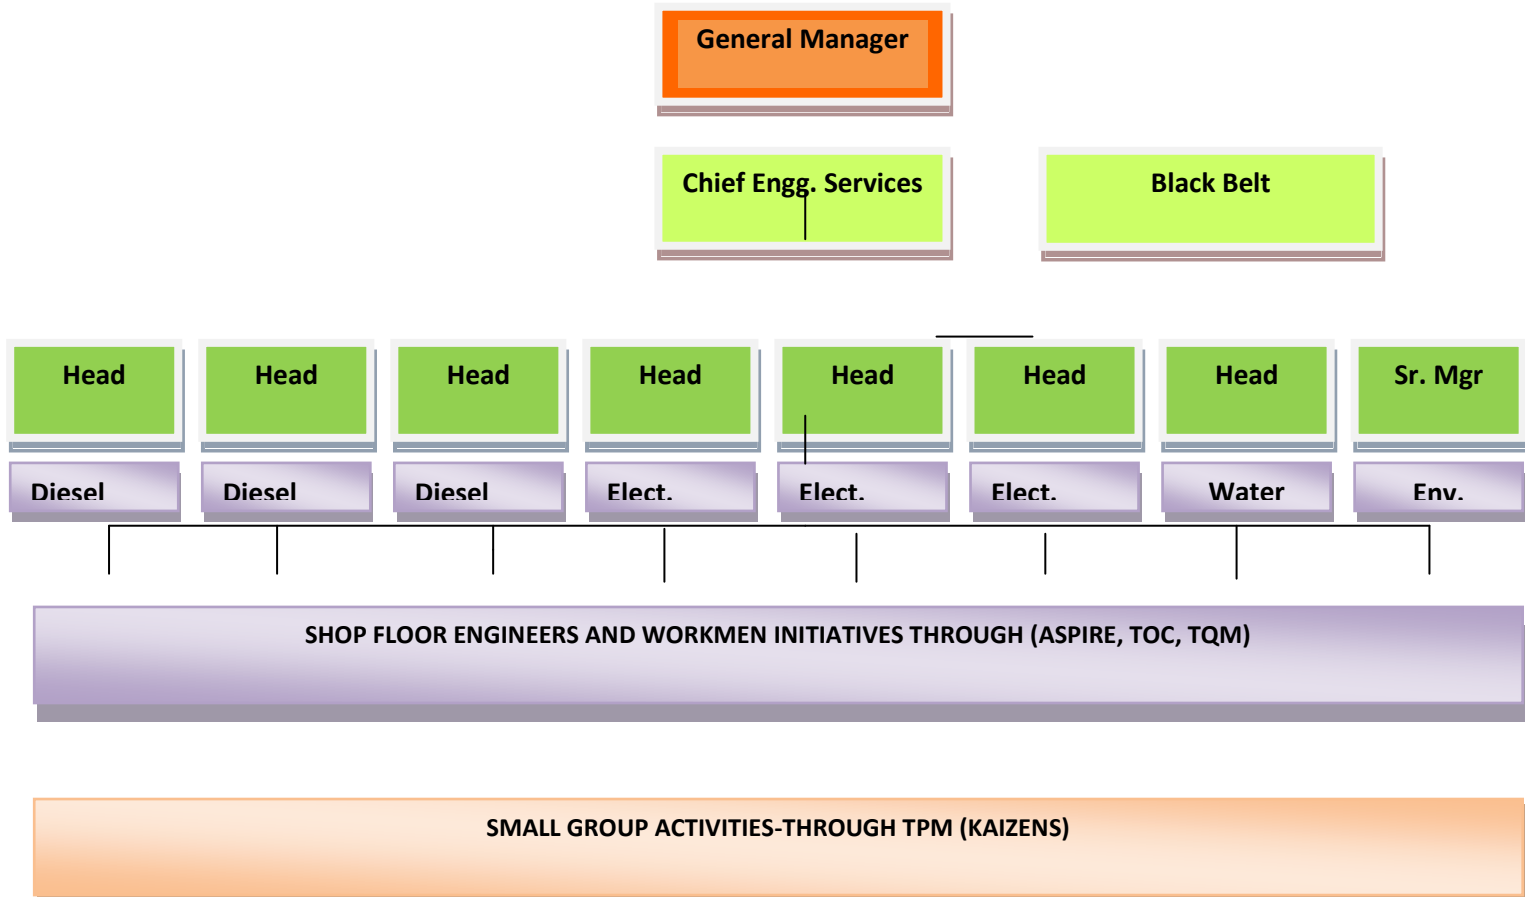 General Manager
Chief Engg. Services
Black Belt
Head
Head
Head
Head
Head
Head
Head
Sr. Mgr
Diesel
Diesel
Diesel
Elect.
Elect.
Elect.
Water
Env.
SHOP FLOOR ENGINEERS AND WORKMEN INITIATIVES THROUGH (ASPIRE, TOC, TQM)
SMALL GROUP ACTIVITIES-THROUGH TPM (KAIZENS)